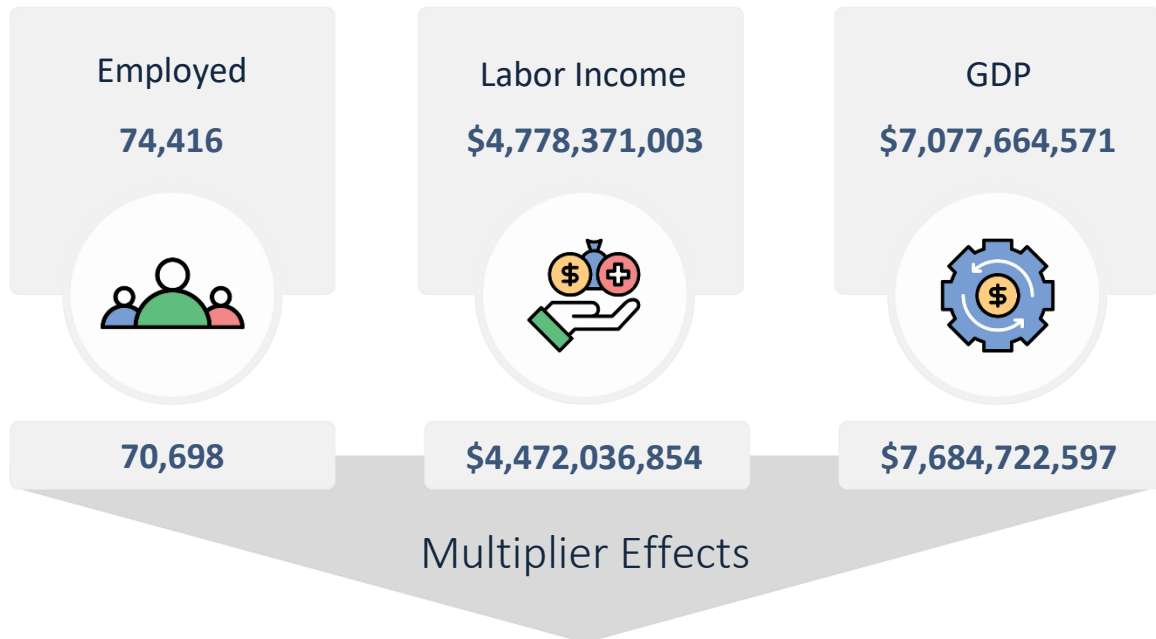 Employed
74,416
Labor Income
$4,778,371,003
GDP
$7,077,664,571
$
$
70,698
$4,472,036,854
$7,684,722,597
Multiplier Effects